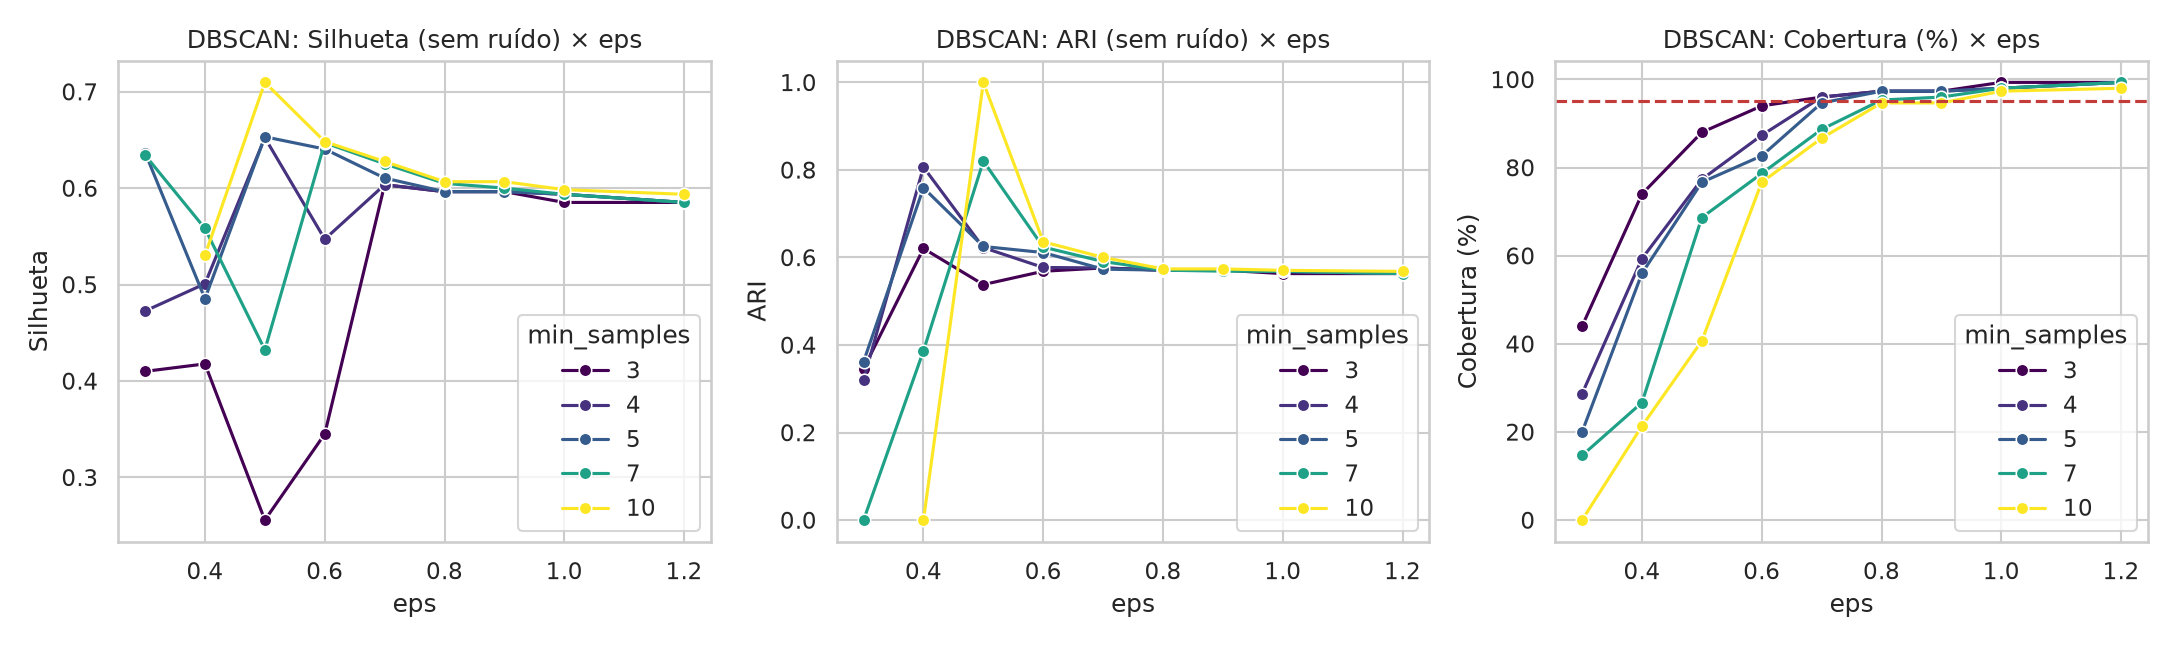 DBSCAN: Silhueta (sem ruído) × eps
Silhueta
0.7
0.6
0.5
0.4
0.3
0.4 0.6 0.8 1.0 1.2
eps
min_samples
3
4
5
7
10
DBSCAN: ARI (sem ruído) × eps
ARI
1.0
0.8
0.6
0.4
0.2
0.0
0.4 0.6 0.8 1.0 1.2
eps
min_samples
3
4
5
7
10
DBSCAN: Cobertura (%) × eps
Cobertura (%)
100
80
60
40
20
0
0.4 0.6 0.8 1.0 1.2
eps
min_samples
3
4
5
7
10